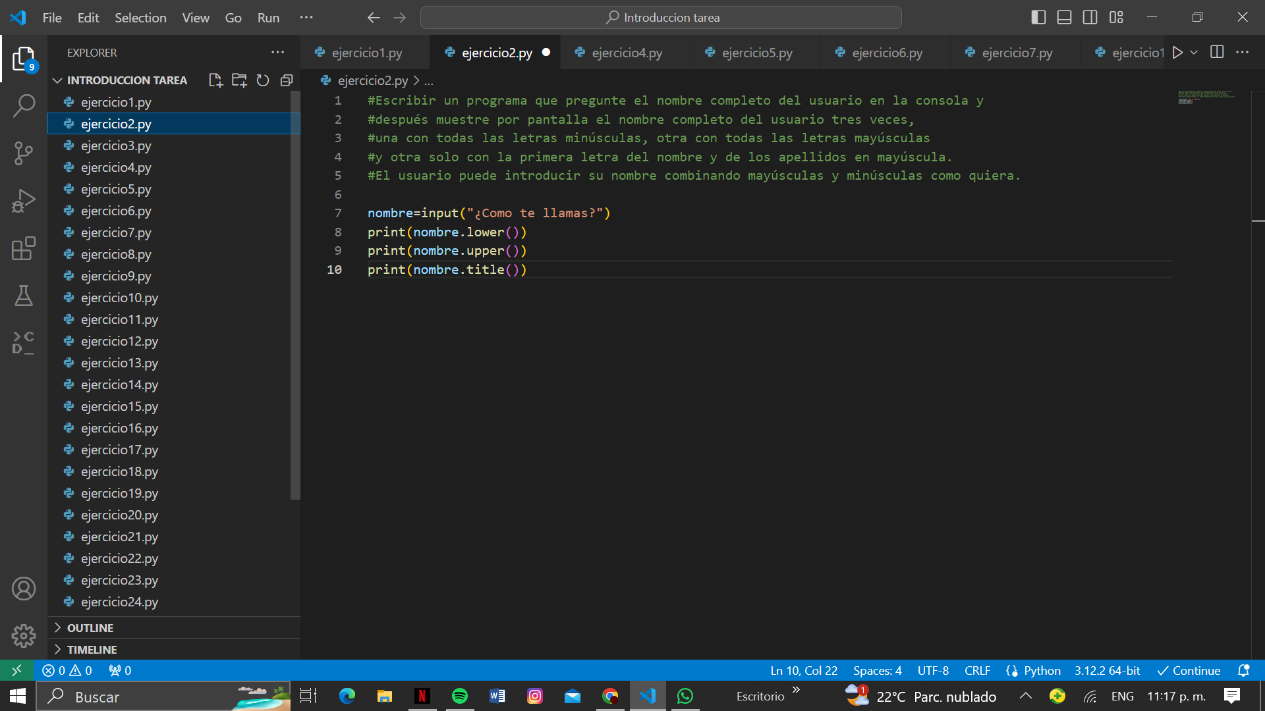 File Edit Selection View Go Run ··· Introduccion tarea
EXPLORER ···
INTRODUCCION TAREA
ejercicio1.py
ejercicio2.py
ejercicio3.py
ejercicio4.py
ejercicio5.py
ejercicio6.py
ejercicio7.py
ejercicio8.py
ejercicio9.py
ejercicio10.py
ejercicio11.py
ejercicio12.py
ejercicio13.py
ejercicio14.py
ejercicio15.py
ejercicio16.py
ejercicio17.py
ejercicio18.py
ejercicio19.py
ejercicio20.py
ejercicio21.py
ejercicio22.py
ejercicio23.py
ejercicio24.py
OUTLINE
TIMELINE
9
ejercicio1.py ejercicio2.py ejercicio4.py ejercicio5.py ejercicio6.py ejercicio7.py ejercicio1
ejercicio2.py > ...
1 #Escribir un programa que pregunte el nombre completo del usuario en la consola y
2 #después muestre por pantalla el nombre completo del usuario tres veces,
3 #una con todas las letras minúsculas, otra con todas las letras mayúsculas
4 #y otra solo con la primera letra del nombre y de los apellidos en mayúscula.
5 #El usuario puede introducir su nombre combinando mayúsculas y minúsculas como quiera.
6
7 nombre=input("¿Como te llamas?")
8 print(nombre.lower())
9 print(nombre.upper())
10 print(nombre.title())
0 0 0 Ln 10, Col 22 Spaces: 4 UTF-8 CRLF Python 3.12.2 64-bit Continue
Buscar Escritorio » 1 22°C Parc. nublado ENG 11:17 p. m.